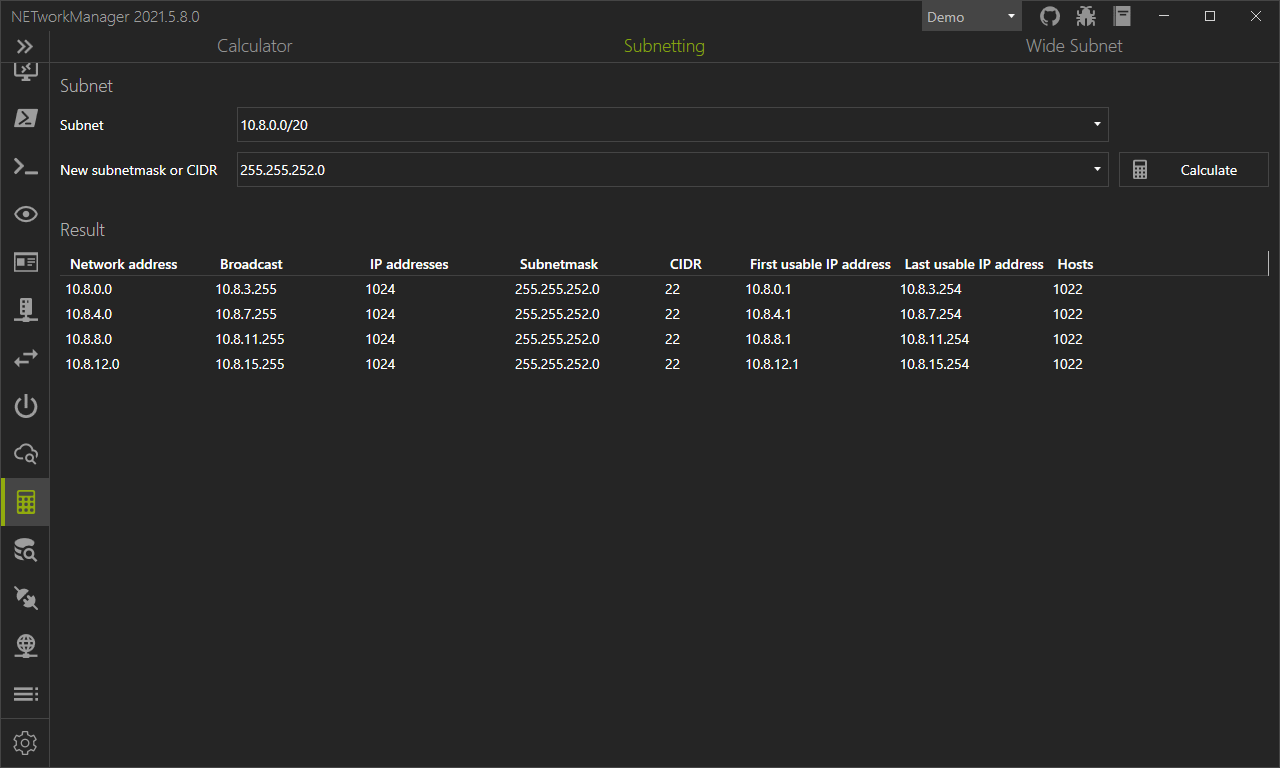 NETworkManager 2021.5.8.0 Demo
Calculator Subnetting Wide Subnet
Subnet
Subnet 10.8.0.0/20
New subnetmask or CIDR 255.255.252.0 Calculate
Result
Network address Broadcast IP addresses Subnetmask CIDR First usable IP address Last usable IP address Hosts
10.8.0.0 10.8.3.255 1024 255.255.252.0 22 10.8.0.1 10.8.3.254 1022
10.8.4.0 10.8.7.255 1024 255.255.252.0 22 10.8.4.1 10.8.7.254 1022
10.8.8.0 10.8.11.255 1024 255.255.252.0 22 10.8.8.1 10.8.11.254 1022
10.8.12.0 10.8.15.255 1024 255.255.252.0 22 10.8.12.1 10.8.15.254 1022